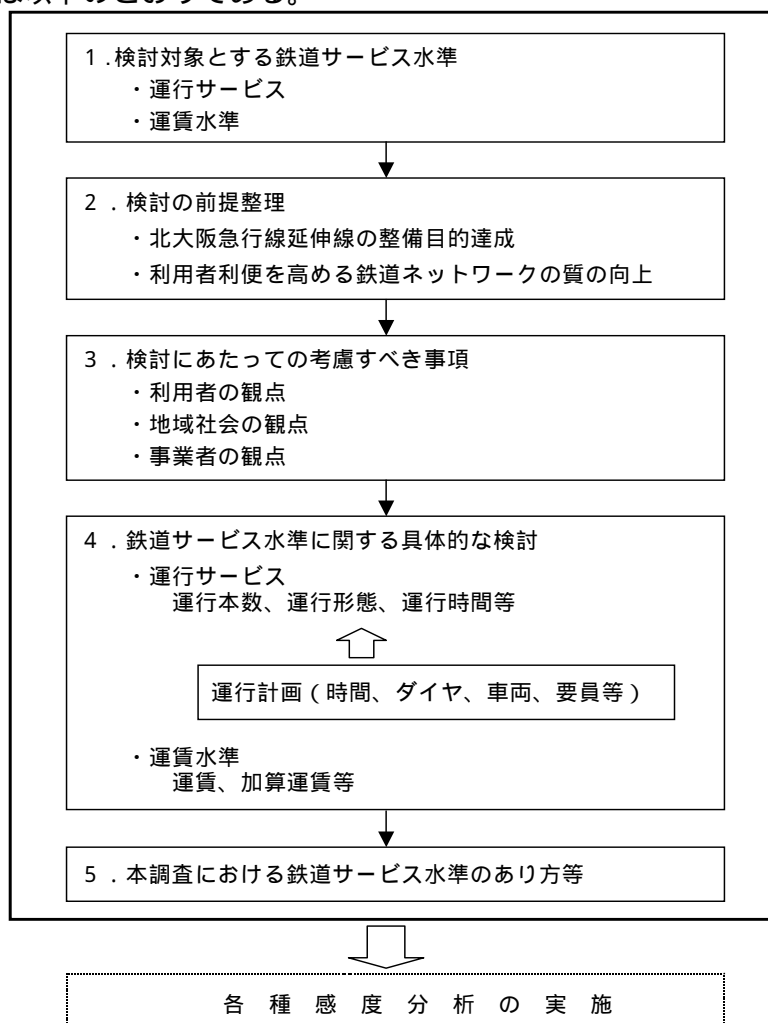 は以下のとおりである。
1.検討対象とする鉄道サービス水準
・運行サービス
・運賃水準
2.検討の前提整理
・北大阪急行線延伸線の整備目的達成
・利用者利便を高める鉄道ネットワークの質の向上
3.検討にあたっての考慮すべき事項
・利用者の観点
・地域社会の観点
・事業者の観点
4.鉄道サービス水準に関する具体的な検討
・運行サービス
運行本数、運行形態、運行時間等
運行計画(時間、ダイヤ、車両、要員等)
・運賃水準
運賃、加算運賃等
5.本調査における鉄道サービス水準のあり方等
各種感度分析の実施